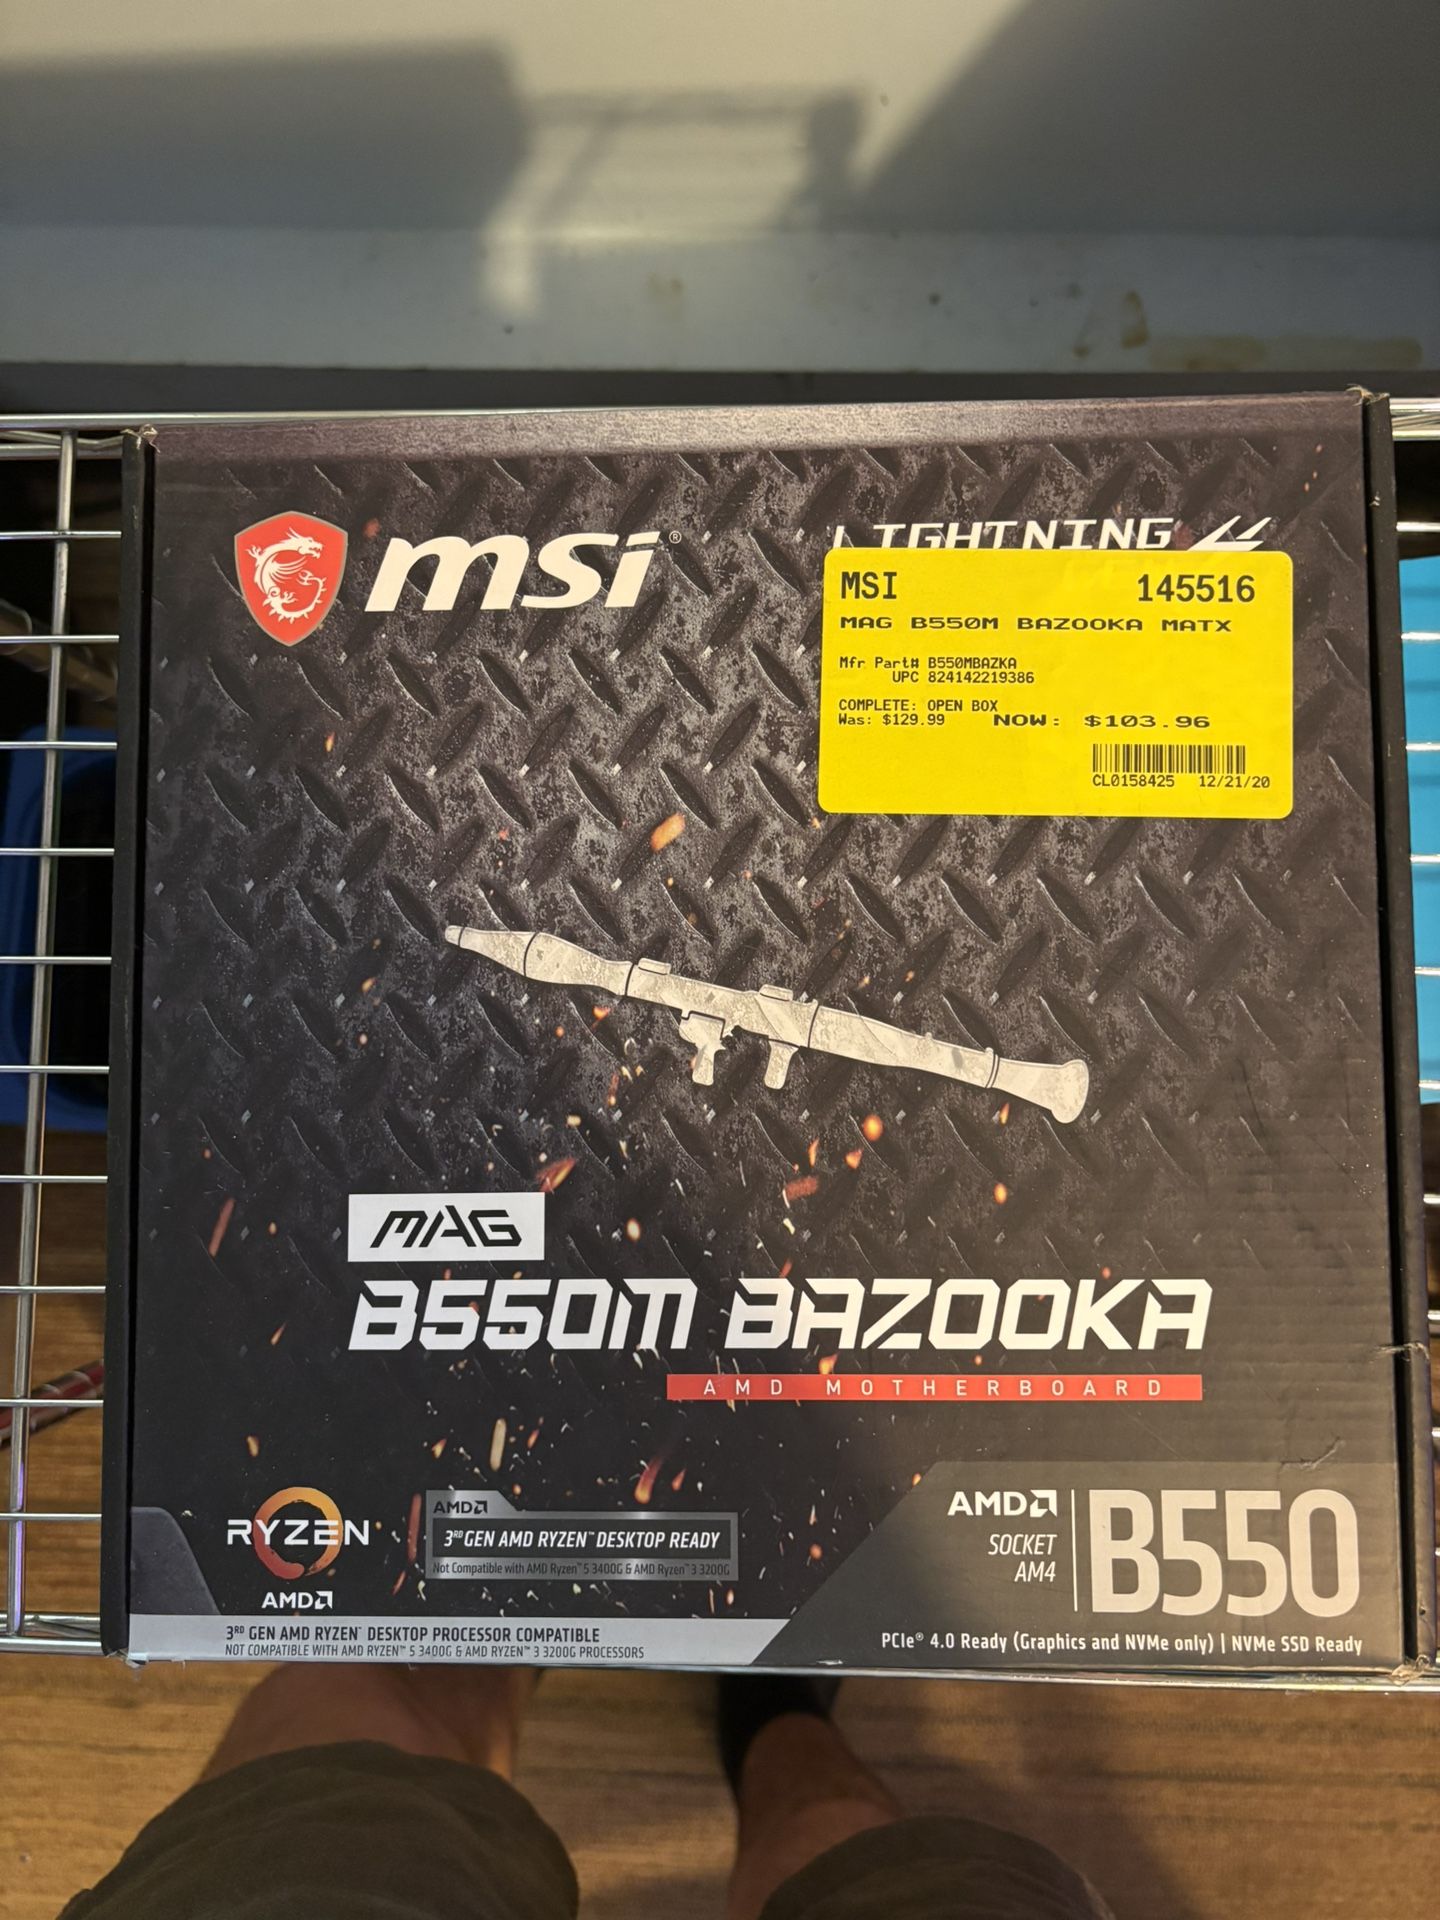 msi®
LIGHTNING
MSI 145516
MAG B550M BAZOOKA MATX
Mfr Part# B550MBAZKA
UPC 824142219386
COMPLETE: OPEN BOX
Was: $129.99 NOW: $103.96
CL0158425 12/21/20
MAG
B550M BAZOOKA
AMD MOTHERBOARD
RYZEN
AMD
AMD
3RD GEN AMD RYZEN™ DESKTOP READY
Not Compatible with AMD Ryzen™ 5 3400G & AMD Ryzen™ 3 3200G
AMD
SOCKET
AM4
B550
3RD GEN AMD RYZEN™ DESKTOP PROCESSOR COMPATIBLE
NOT COMPATIBLE WITH AMD RYZEN™ 5 3400G & AMD RYZEN™ 3 3200G PROCESSORS
PCIe® 4.0 Ready (Graphics and NVMe only) | NVMe SSD Ready